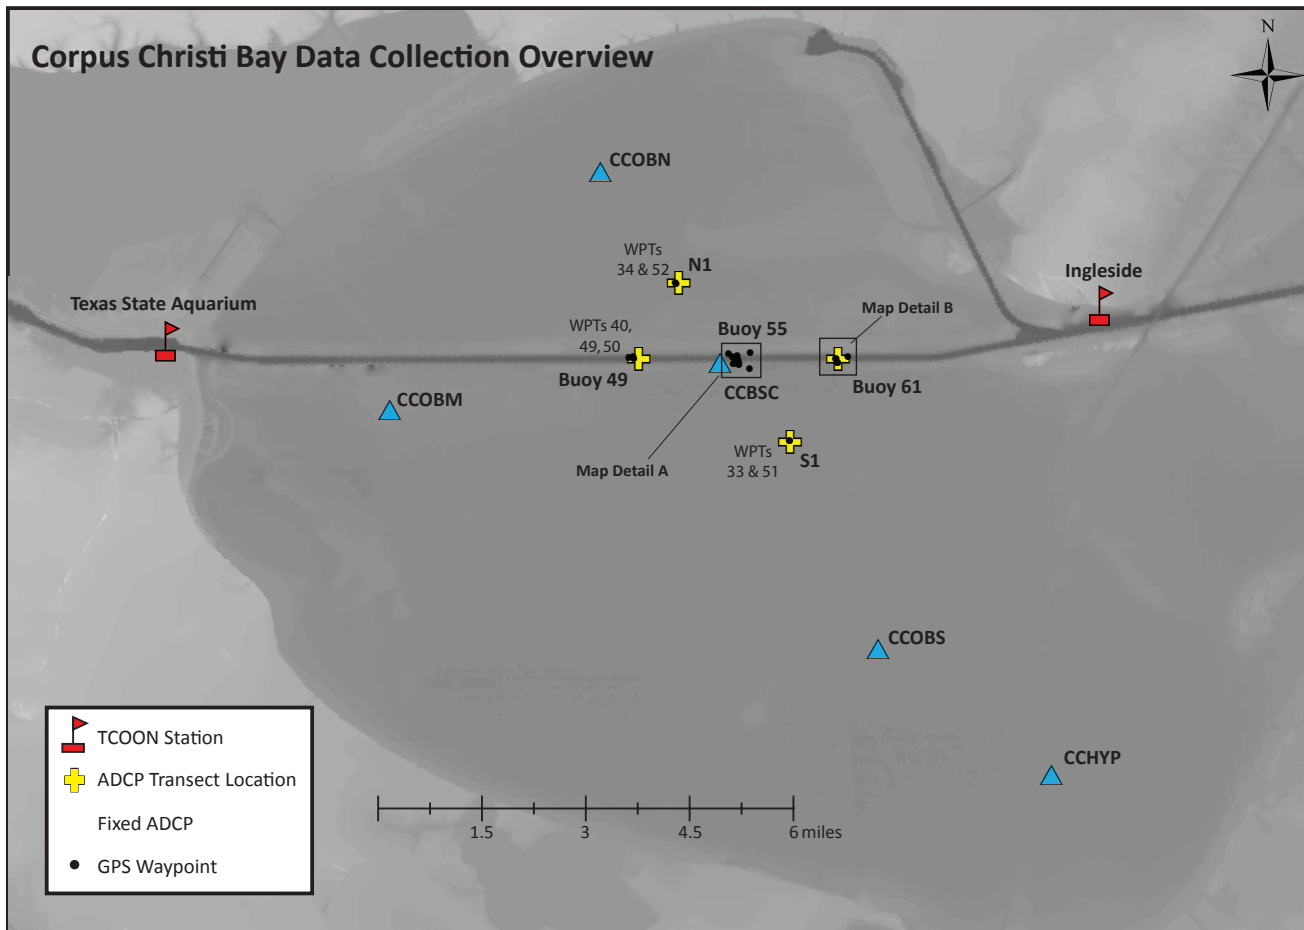 Corpus Christi Bay Data Collection Overview
N
CCOBN
WPTS
34 & 52
N1
Ingleside
Texas State Aquarium
Map Detail B
WPTs 40,
49,50
Buoy 55
Buoy 49
CCBSC
Buoy 61
CCOBM
Map Detail A
WPTs
33 & 51
S1
CCOBS
CCHYP
TCOON Station
ADCP Transect Location
Fixed ADCP
GPS Waypoint
1.5
3
4.5
6 miles